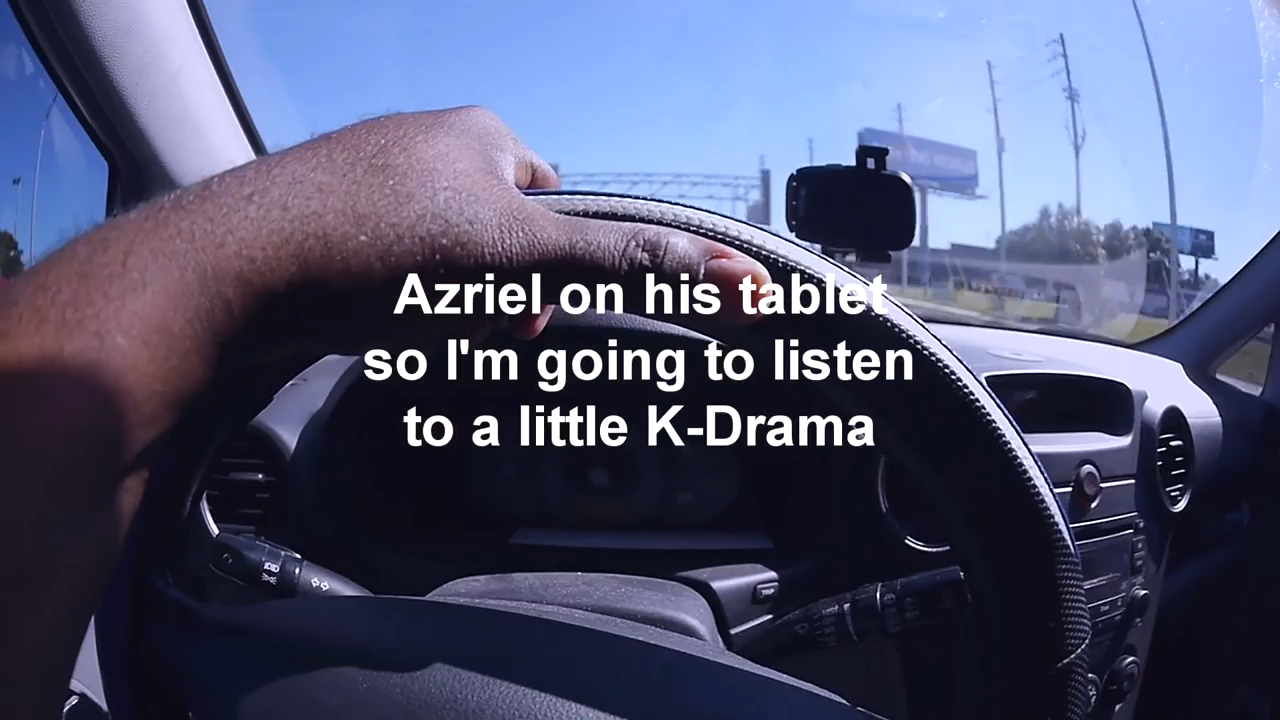 Azriel on his tablet
so I'm going to listen
to a little K-Drama